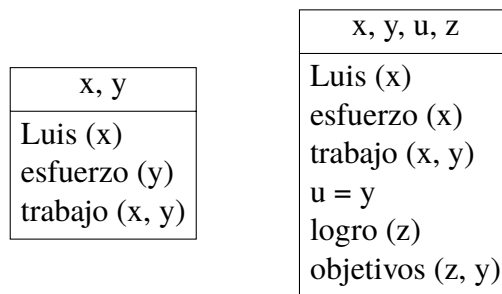 x, y
Luis (x)
esfuerzo (y)
trabajo (x, y)
x, y, u, z
Luis (x)
esfuerzo (x)
trabajo (x, y)
u = y
logro (z)
objetivos (z, y)